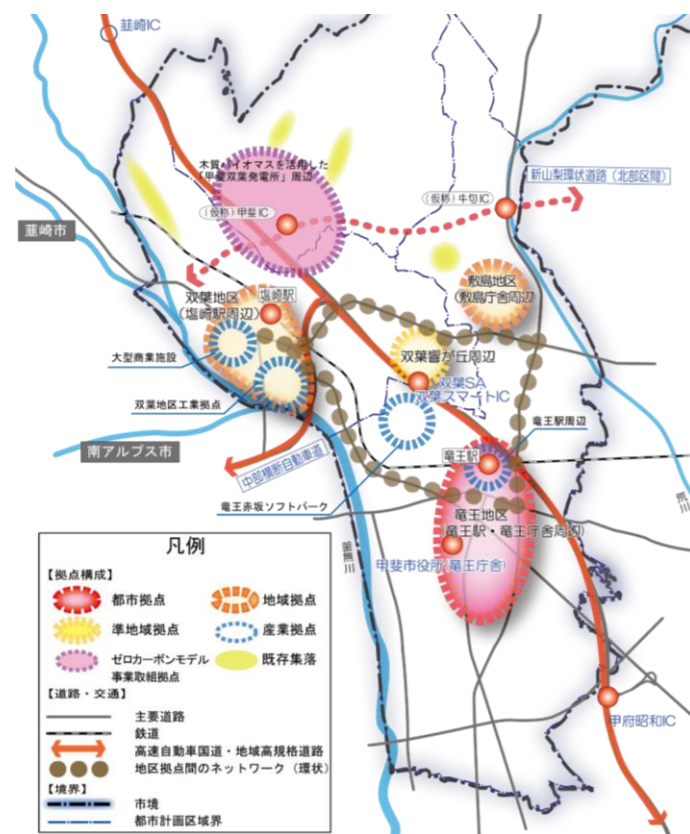 韮崎IC
木質バイオマスを活用した
「甲斐双葉発電所」周辺
新山梨環状道路（北部区間）
（仮称）牛句IC
（仮称）甲斐IC
韮崎市
双葉地区
（塩崎駅周辺）
塩崎駅
敷島地区
（敷島庁舎周辺）
大型商業施設
双葉響が丘周辺
双葉SA
双葉スマートIC
双葉地区工業拠点
竜王駅周辺
南アルプス市
中部横断自動車道
竜王駅
竜王赤坂ソフトパーク
荒川
竜王地区
（竜王駅・竜王庁舎周辺）
釜無川
甲斐市役所（竜王庁舎）
甲府昭和IC
凡例
【拠点構成】
都市拠点
地域拠点
準地域拠点
産業拠点
ゼロカーボンモデル
事業取組拠点
既存集落
【道路・交通】
主要道路
鉄道
高速自動車国道・地域高規格道路
地区拠点間のネットワーク（環状）
【境界】
市境
都市計画区域界